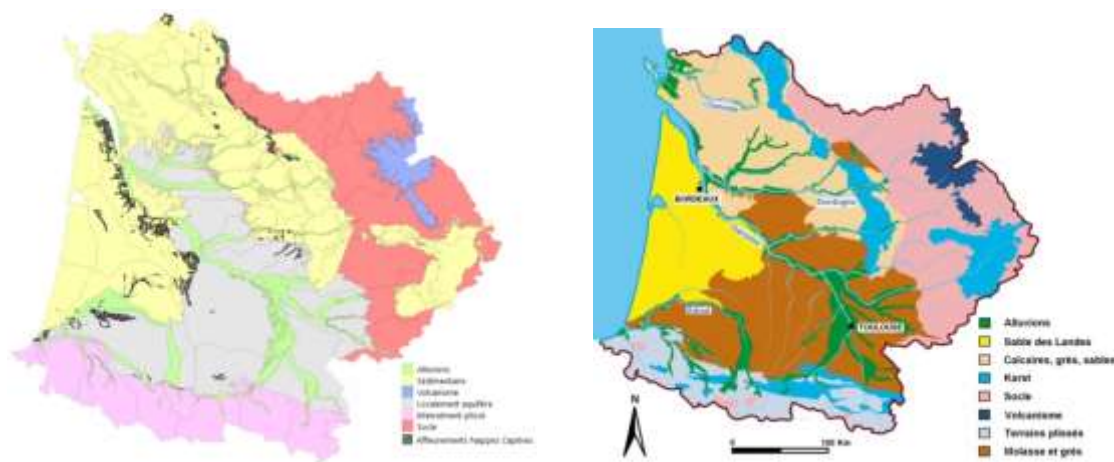 Alluvions
Sédimentaire
Volcanisme
Localement aquifère
Intensément plissé
Socle
Affleurements Nappes Captives
BORDEAUX
Dordogne
TOULOUSE
Alluvions
Sable des Landes
Calcaires, grès, sables
Karst
Socle
Volcanisme
Terrains plissés
Molasse et grès
N
0
100 Km